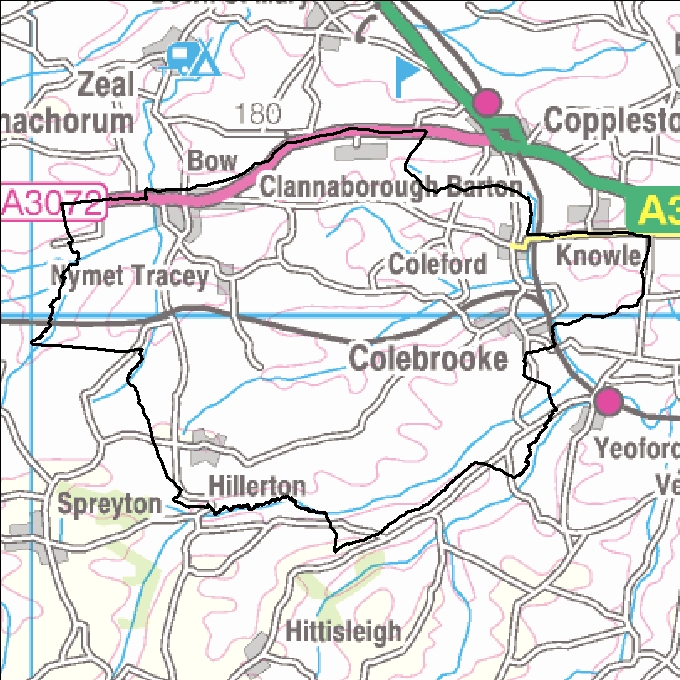 Zeal
nachorum
180
Copplesto
Bow
Clannaborough Barton
A3072
A3
Knowle
Coleford
Nymet Tracey
Colebrooke
Yeoford
Ve
Hillerton
Spreyton
Hittisleigh